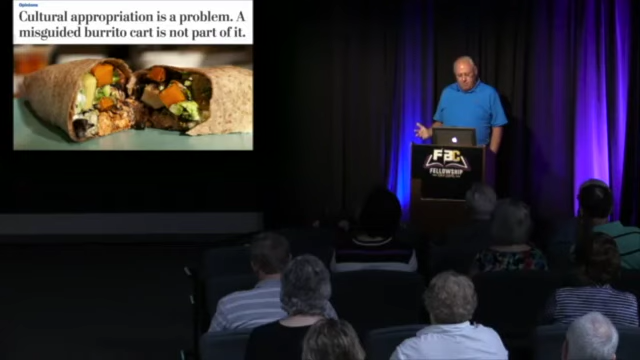 Opinions
Cultural appropriation is a problem. A
misguided burrito cart is not part of it.
FBC
FELLOWSHIP